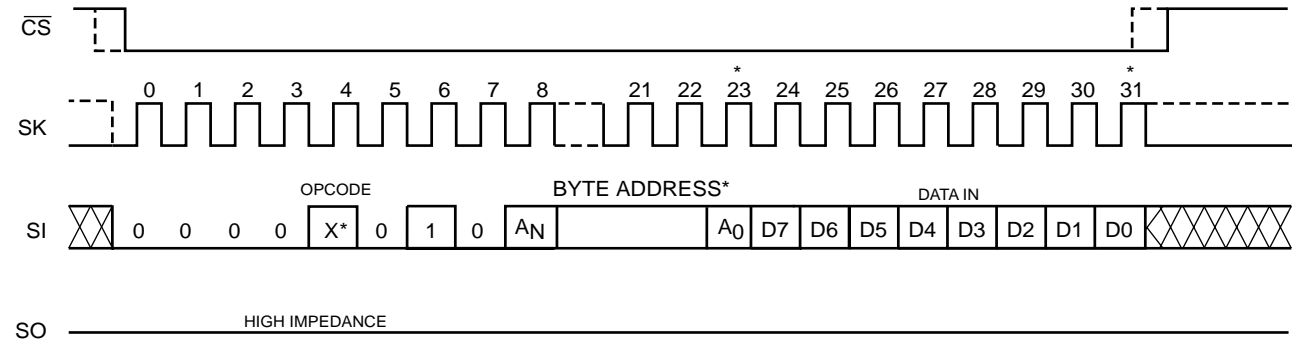 CS
* *
0 1 2 3 4 5 6 7 8 21 22 23 24 25 26 27 28 29 30 31
SK
OPCODE BYTE ADDRESS* DATA IN
SI 0 0 0 0 X* 0 1 0 AN A0 D7 D6 D5 D4 D3 D2 D1 D0
HIGH IMPEDANCE
SO